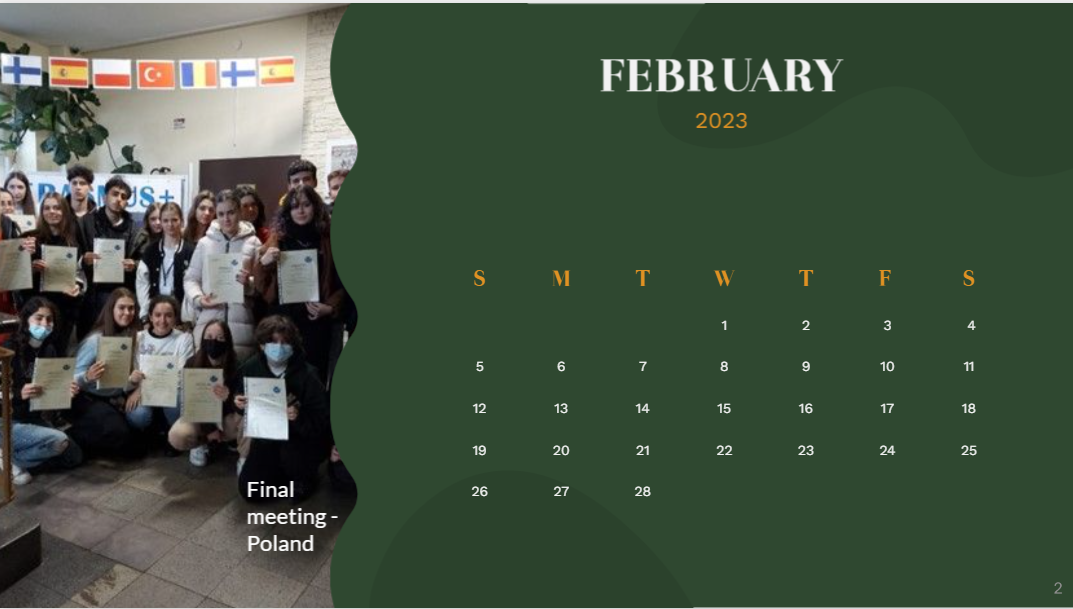 ERASMUS+
Final
meeting -
Poland
FEBRUARY
2023
S M T W T F S
1 2 3 4
5 6 7 8 9 10 11
12 13 14 15 16 17 18
19 20 21 22 23 24 25
26 27 28
2